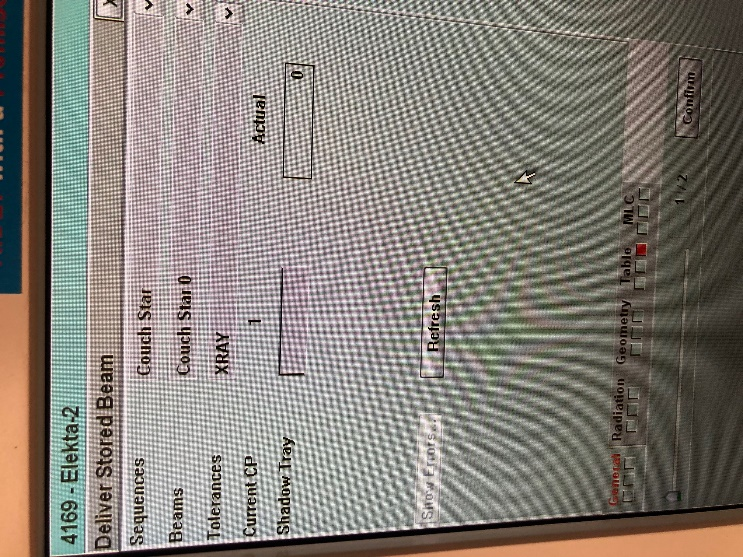 4169 - Elekta-2
Deliver Stored Beam
Sequences Couch Star
Beams Couch Star 0
Tolerances XRAY
Current CP 1 Actual
Shadow Tray 0
Show Errors... Refresh
General Radiation Geometry Table MLC
1 / 2 Confirm